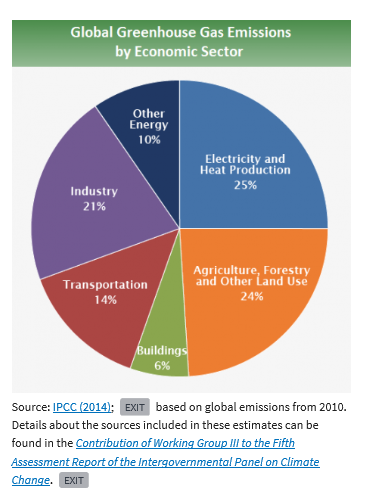 Global Greenhouse Gas Emissions
by Economic Sector
Other
Energy
10%
Electricity and
Heat Production
25%
Industry
21%
Agriculture, Forestry
and Other Land Use
24%
Transportation
14%
Buildings
6%
Source: IPCC (2014); EXIT based on global emissions from 2010.
Details about the sources included in these estimates can be
found in the Contribution of Working Group III to the Fifth
Assessment Report of the Intergovernmental Panel on Climate
Change. EXIT